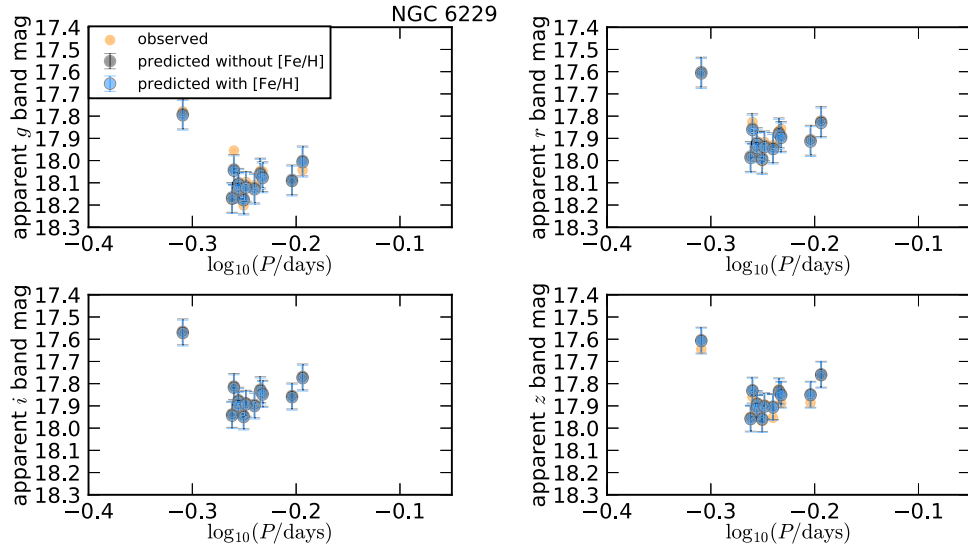 NGC 6229
observed
predicted without [Fe/H]
predicted with [Fe/H]
apparent g band mag
17.4
17.5
17.6
17.7
17.8
17.9
18.0
18.1
18.2
18.3
−0.4 −0.3 −0.2 −0.1
log₁₀(P/days)
apparent r band mag
17.4
17.5
17.6
17.7
17.8
17.9
18.0
18.1
18.2
18.3
−0.4 −0.3 −0.2 −0.1
log₁₀(P/days)
apparent i band mag
17.4
17.5
17.6
17.7
17.8
17.9
18.0
18.1
18.2
18.3
−0.4 −0.3 −0.2 −0.1
log₁₀(P/days)
apparent z band mag
17.4
17.5
17.6
17.7
17.8
17.9
18.0
18.1
18.2
18.3
−0.4 −0.3 −0.2 −0.1
log₁₀(P/days)